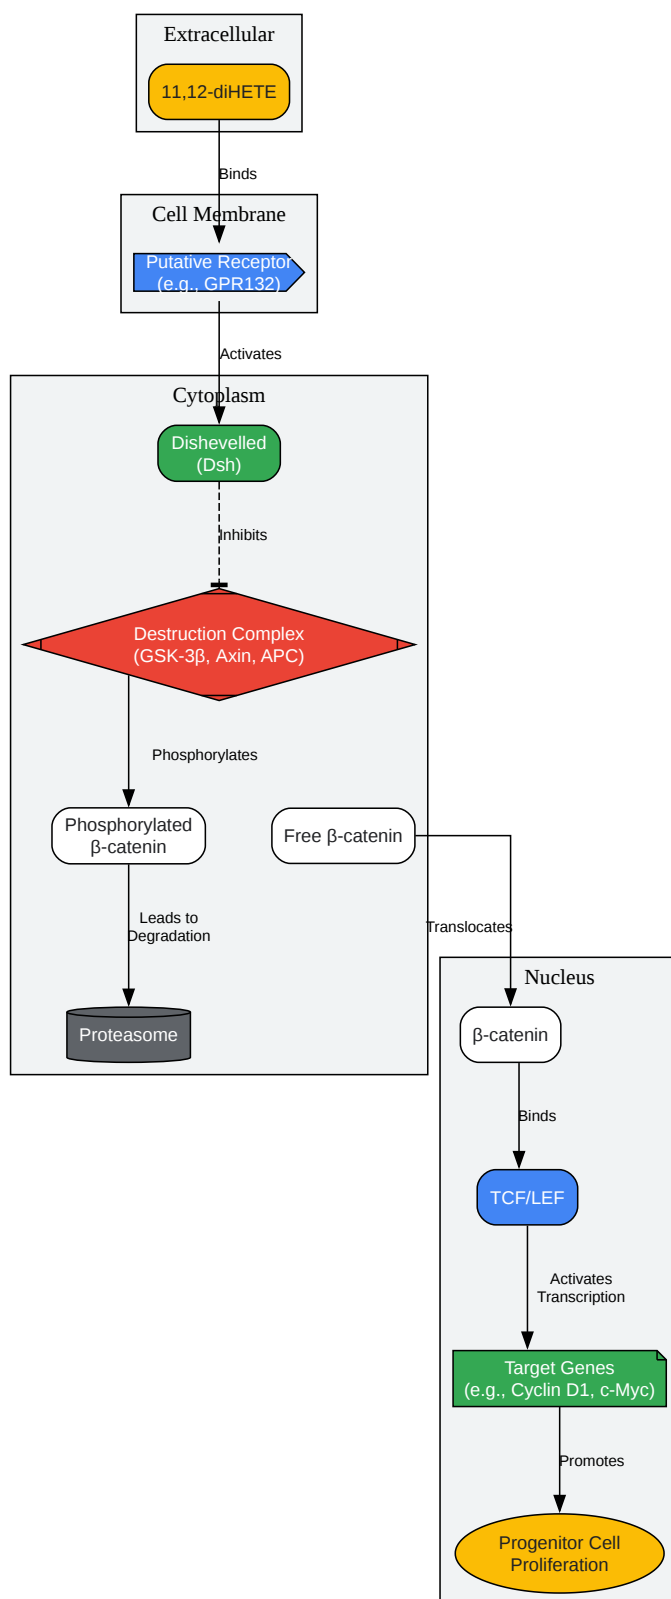 Extracellular
11,12-diHETE
Binds
Cell Membrane
Putative Receptor
(e.g., GPR132)
Activates
Cytoplasm
Dishevelled
(Dsh)
Inhibits
Destruction Complex
(GSK-3β, Axin, APC)
Phosphorylates
Phosphorylated
β-catenin
Free β-catenin
Leads to
Degradation
Translocates
Proteasome
Nucleus
β-catenin
Binds
TCF/LEF
Activates
Transcription
Target Genes
(e.g., Cyclin D1, c-Myc)
Promotes
Progenitor Cell
Proliferation